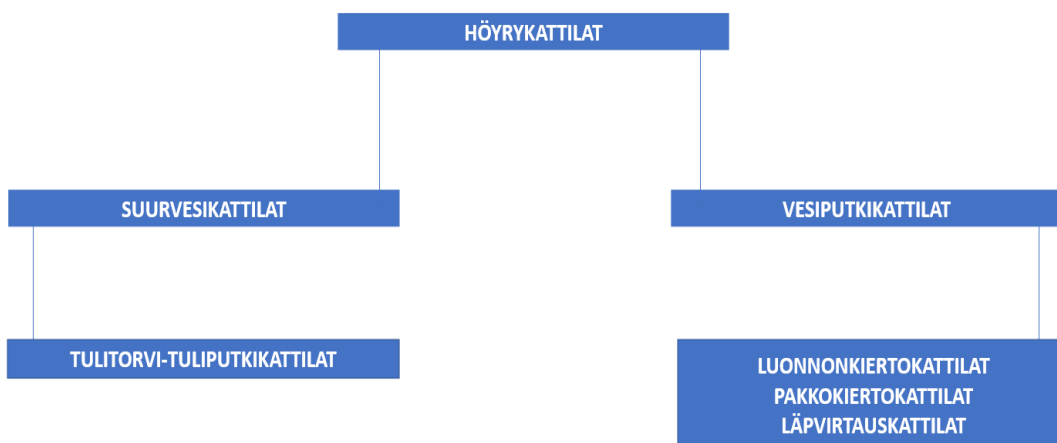 HÖYRYKATTILAT
SUURVESIKATTILAT
VESIPUTKIKATTILAT
TULITORVI-TULIPUTKIKATTILAT
LUONNONKIERTOKATTILAT
PAKKOKIERTOKATTILAT
LÄPVIRTAUSKATTILAT